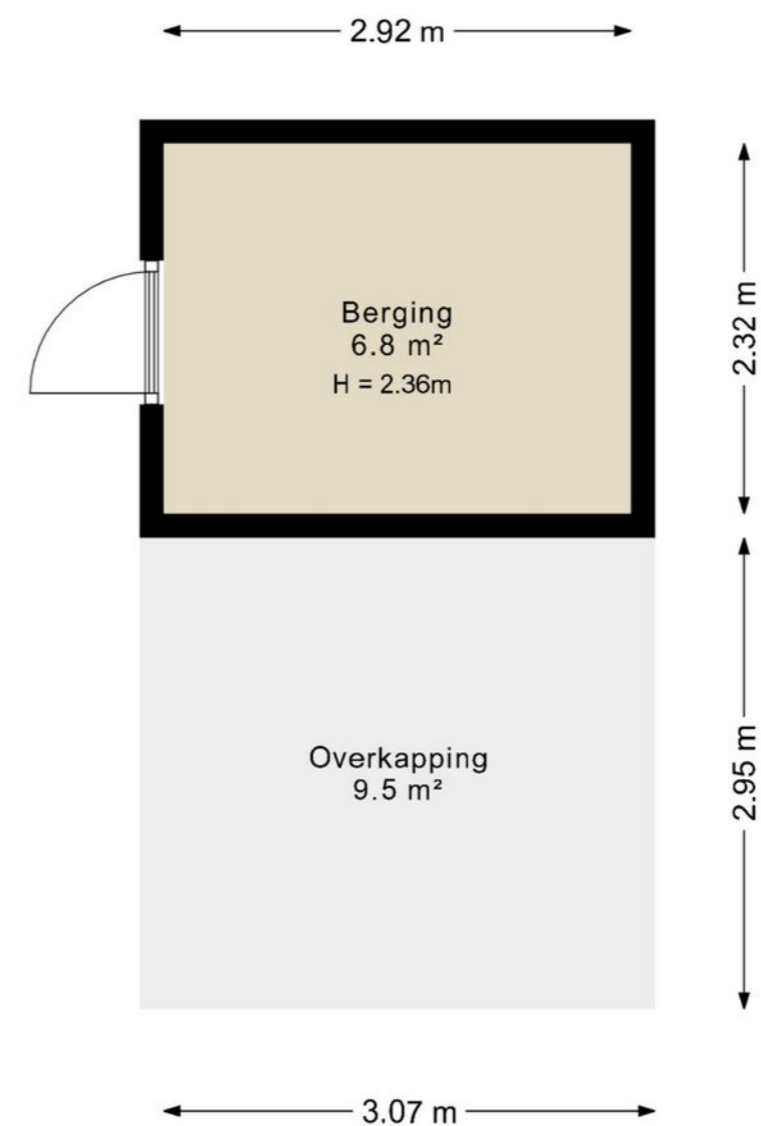 2.92 m
Berging
6.8 m²
H = 2.36m
2.32 m
Overkapping
9.5 m²
2.95 m
3.07 m